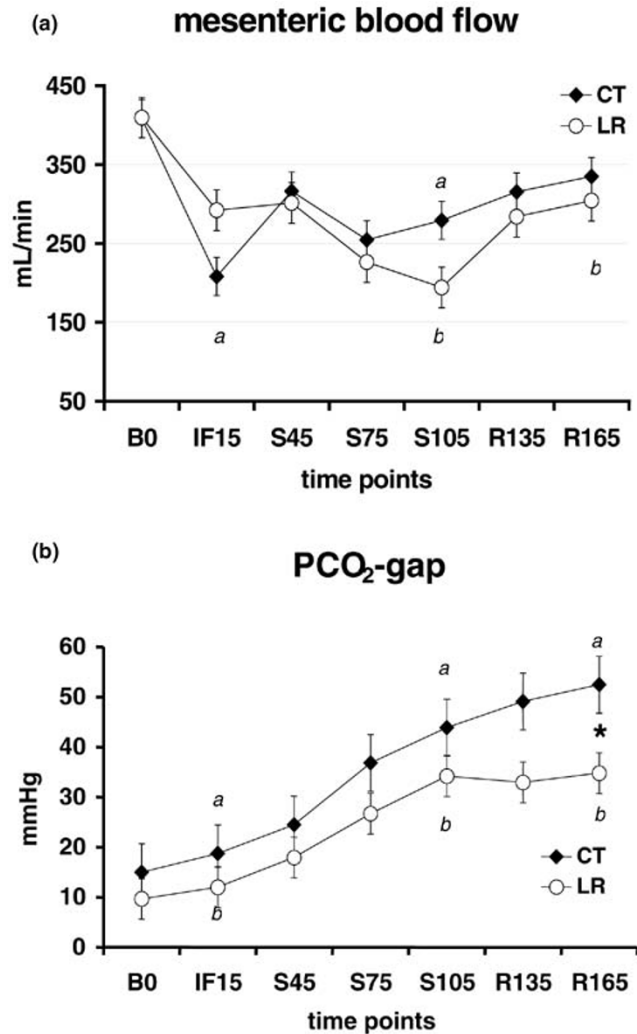 (a) mesenteric blood flow
450
CT
LR
350
a
mL/min
250
b
150
a
b
50
B0 IF15 S45 S75 S105 R135 R165
time points
(b) PCO₂-gap
60
a
a
50
*
40
mmHg
30
a
b
b
20
CT
10
LR
b
0
B0 IF15 S45 S75 S105 R135 R165
time points